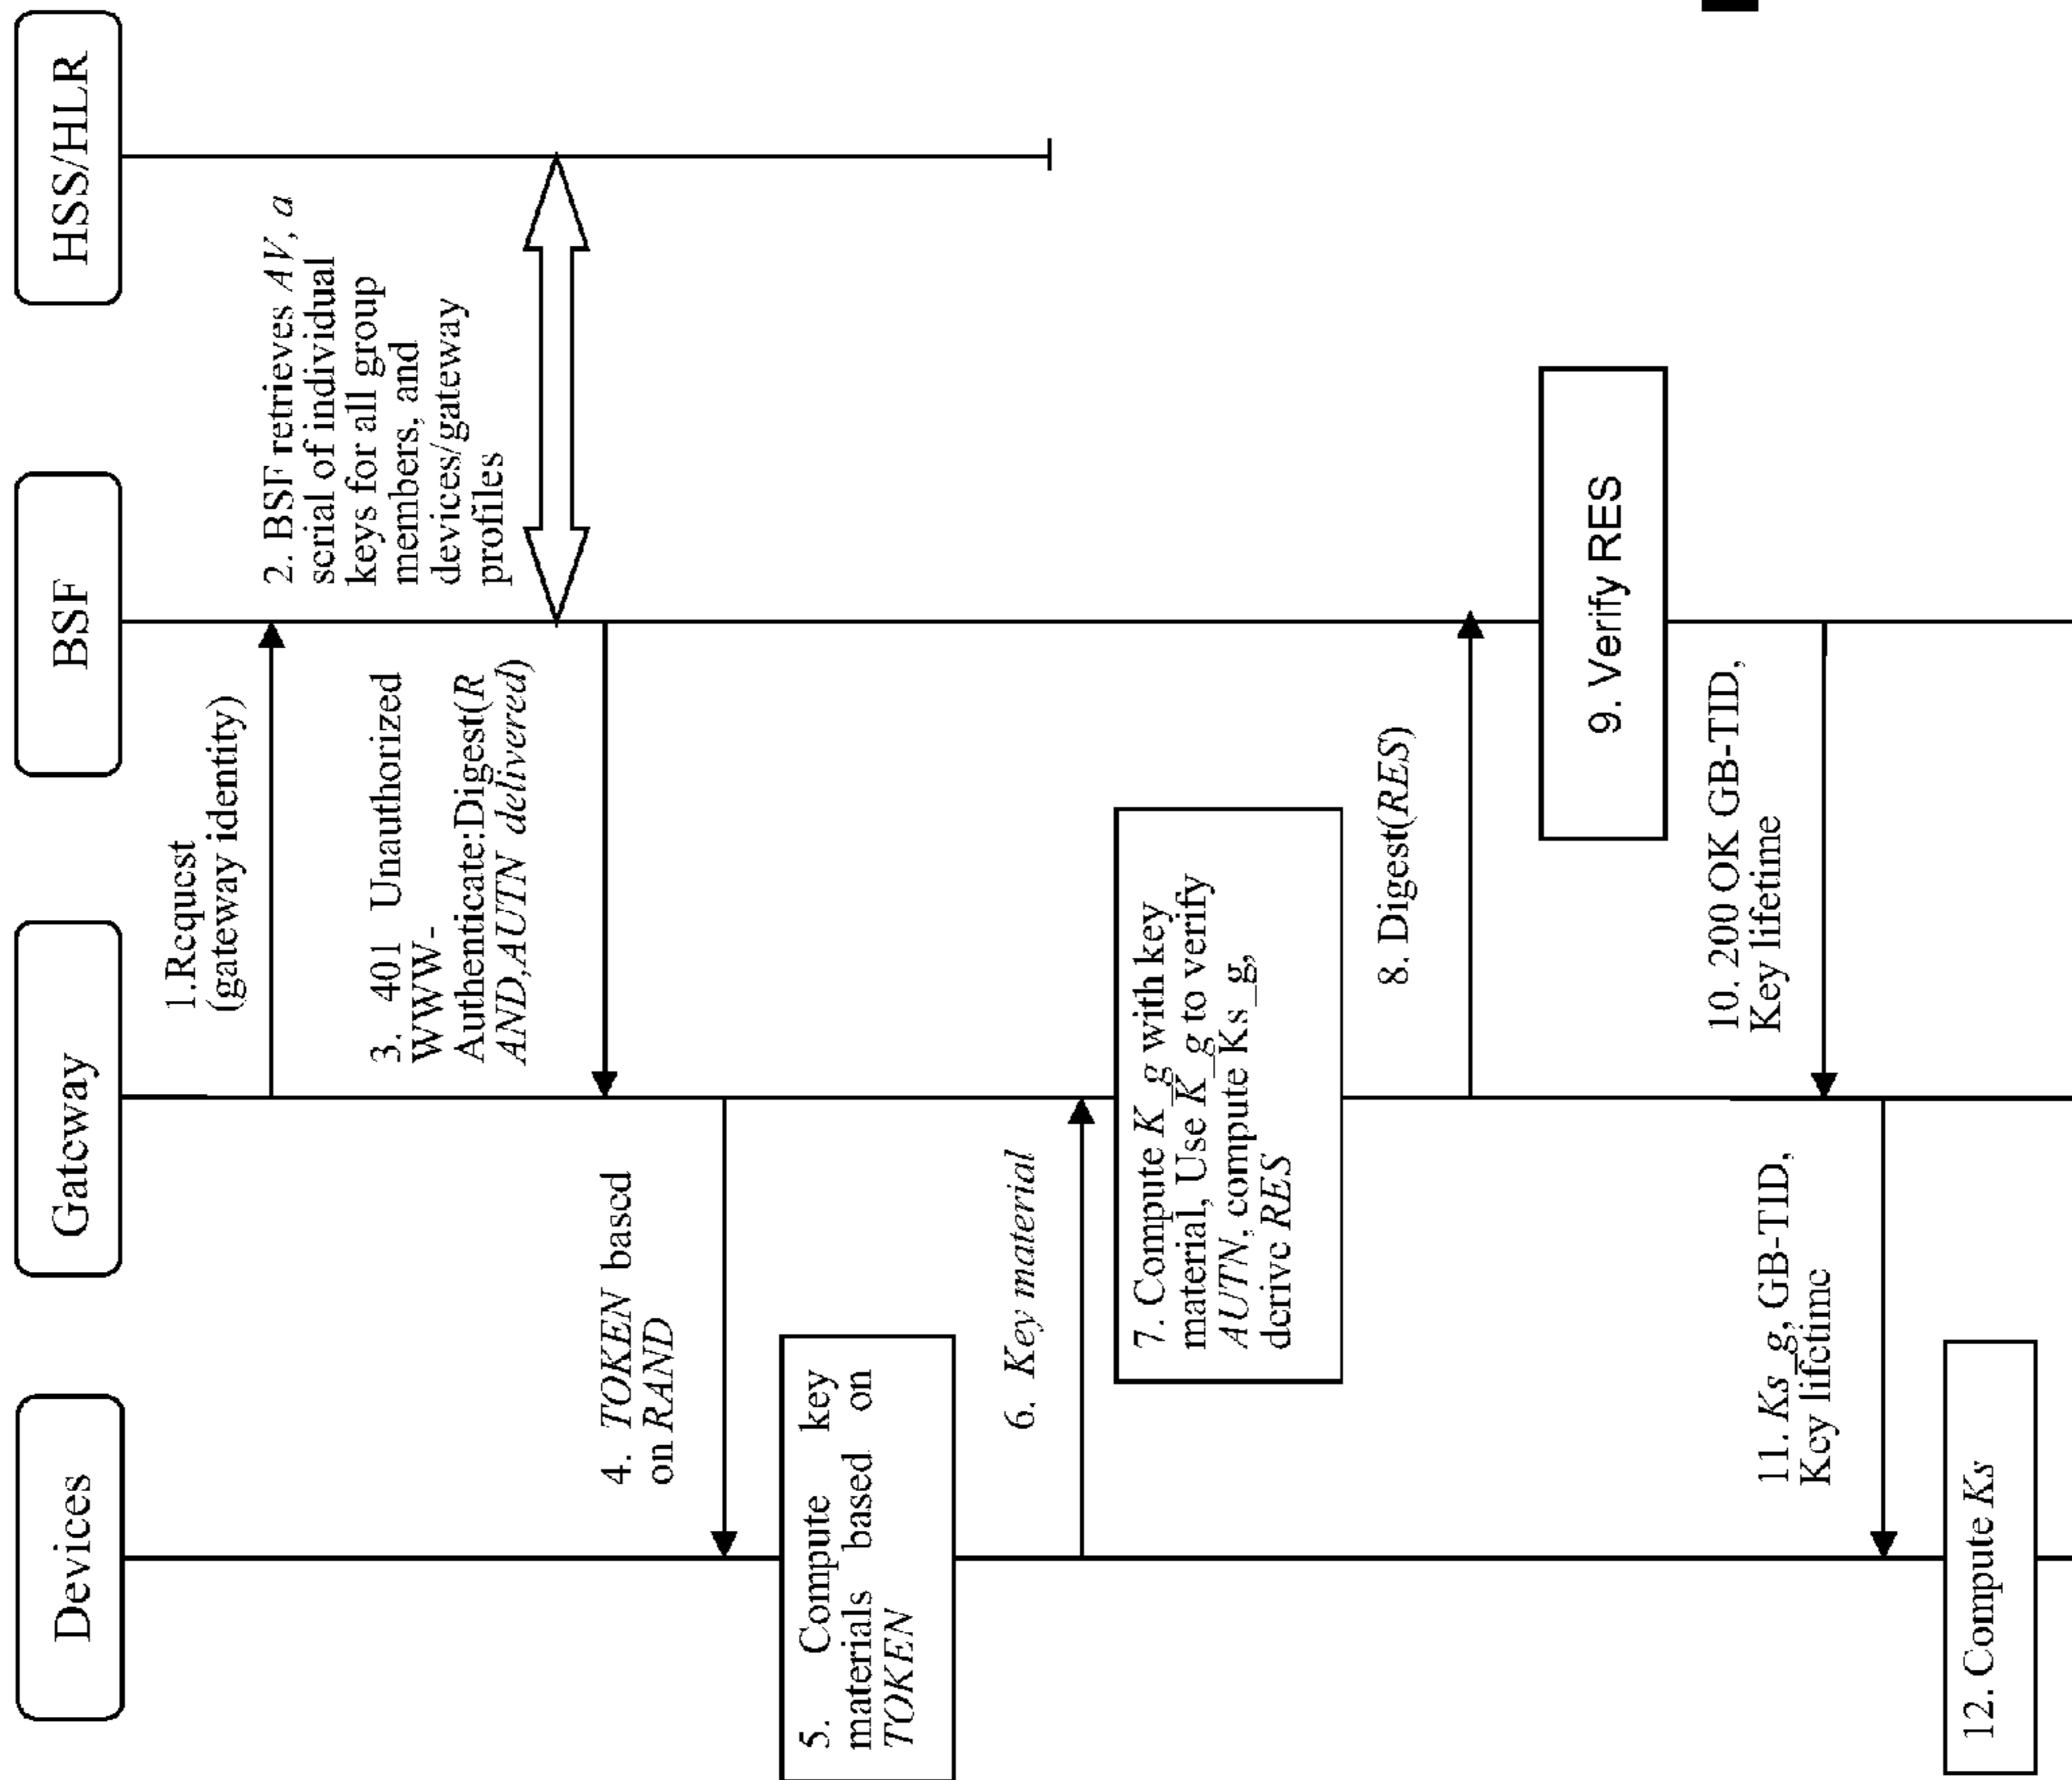 Devices
Gateway
BSF
HSS/HLR
1.Request
(gateway identity)
2. BSF retrieves AV, a
serial of individual
keys for all group
members, and
devices/gateway
profiles
3. 401 Unauthorized
WWW-
Authenticate:Digest(R
AND,AUTN delivered)
4. TOKEN based
on RAND
5. Compute key
materials based on
TOKEN
6. Key material
7. Compute K_g with key
material, Use K_g to verify
AUTN, compute Ks_g,
derive RES
8. Digest(RES)
9. Verify RES
10. 200 OK GB-TID,
Key lifetime
11. Ks_g, GB-TID,
Key lifetime
12. Compute Ks